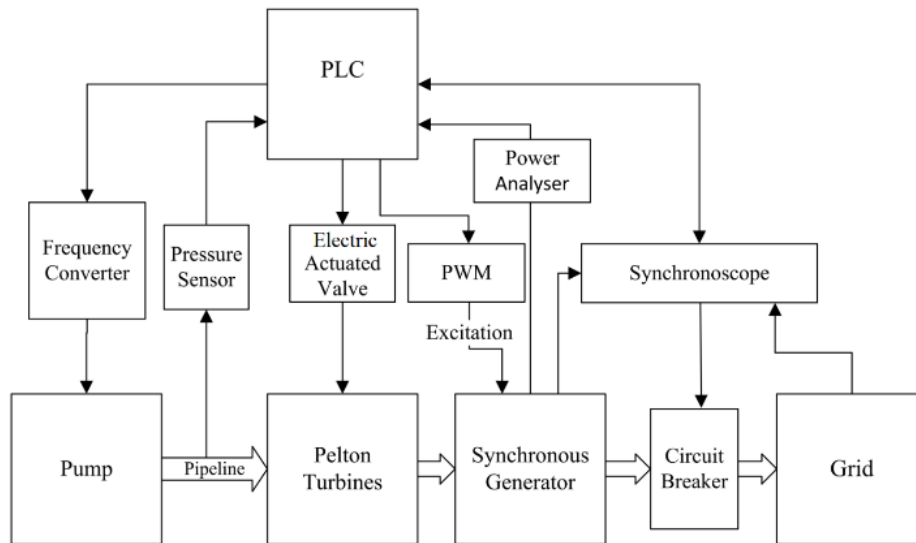 PLC
Power
Analyser
Frequency
Converter
Pressure
Sensor
Electric
Actuated
Valve
PWM
Synchronoscope
Excitation
Pump
Pipeline
Pelton
Turbines
Synchronous
Generator
Circuit
Breaker
Grid